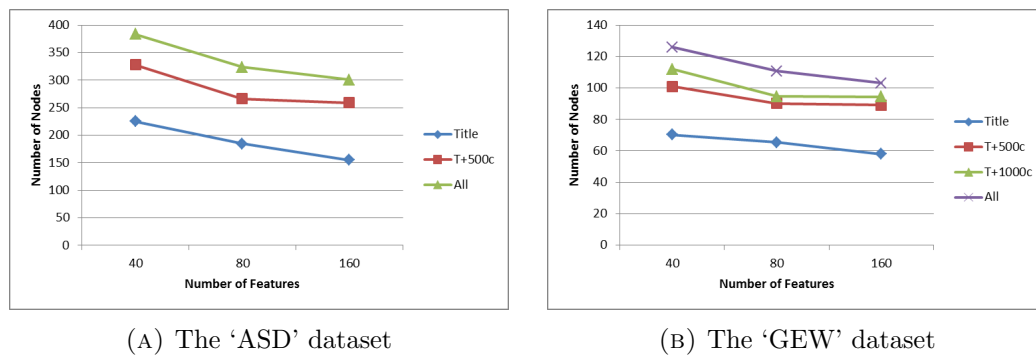 400
350
300
250
200
150
100
50
0
Number of Nodes
40 80 160
Number of Features
Title
T+500c
All
(A) The ‘ASD’ dataset
140
120
100
80
60
40
20
0
Number of Nodes
40 80 160
Number of Features
Title
T+500c
T+1000c
All
(B) The ‘GEW’ dataset